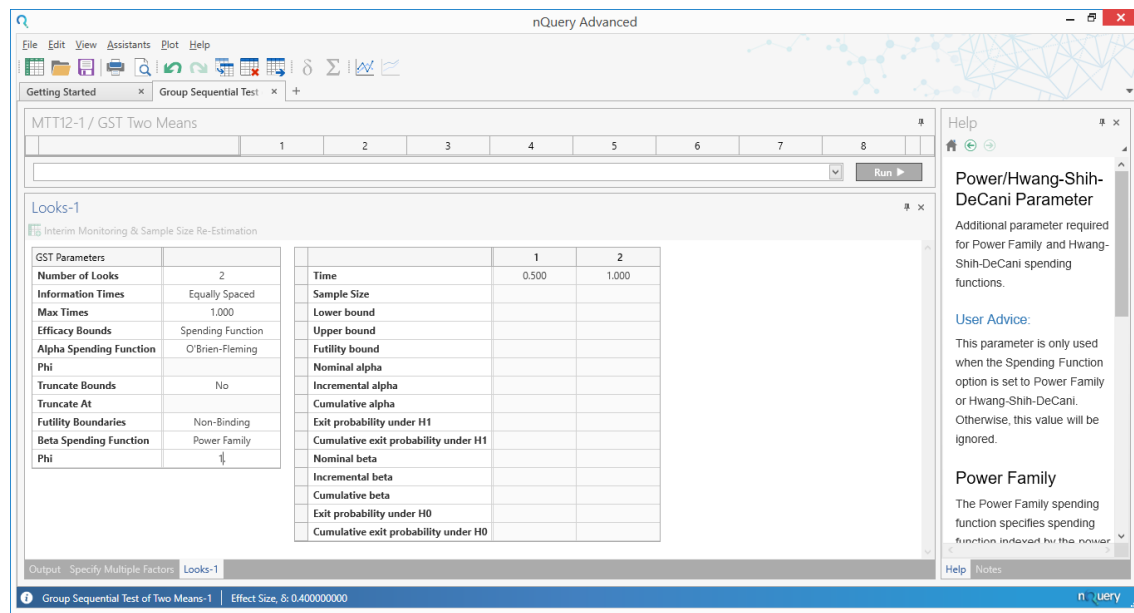 nQuery Advanced
File Edit View Assistants Plot Help
Getting Started × Group Sequential Test × +
MTT12-1 / GST Two Means
1 2 3 4 5 6 7 8
Run
Looks-1
Interim Monitoring & Sample Size Re-Estimation
GST Parameters
Number of Looks 2
Information Times Equally Spaced
Max Times 1.000
Efficacy Bounds Spending Function
Alpha Spending Function O'Brien-Fleming
Phi
Truncate Bounds No
Truncate At
Futility Boundaries Non-Binding
Beta Spending Function Power Family
Phi 1
1 2
Time 0.500 1.000
Sample Size
Lower bound
Upper bound
Futility bound
Nominal alpha
Incremental alpha
Cumulative alpha
Exit probability under H1
Cumulative exit probability under H1
Nominal beta
Incremental beta
Cumulative beta
Exit probability under H0
Cumulative exit probability under H0
Output Specify Multiple Factors Looks-1
Help
Power/Hwang-Shih-
DeCani Parameter
Additional parameter required
for Power Family and Hwang-
Shih-DeCani spending
functions.
User Advice:
This parameter is only used
when the Spending Function
option is set to Power Family
or Hwang-Shih-DeCani.
Otherwise, this value will be
ignored.
Power Family
The Power Family spending
function specifies spending
function indexed by the power
Help Notes
Group Sequential Test of Two Means-1 | Effect Size, δ: 0.400000000
nQuery